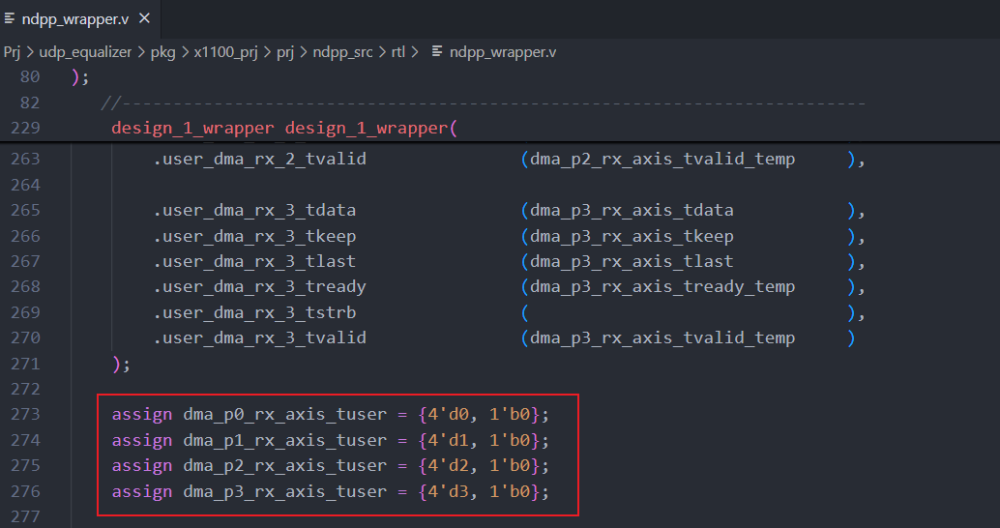 ndpp_wrapper.v ×
Prj > udp_equalizer > pkg > x1100_prj > prj > ndpp_src > rtl > ndpp_wrapper.v
80 );
82 //-------------------------------------------------------------------------
229 design_1_wrapper design_1_wrapper(
263 .user_dma_rx_2_tvalid (dma_p2_rx_axis_tvalid_temp ),
264
265 .user_dma_rx_3_tdata (dma_p3_rx_axis_tdata ),
266 .user_dma_rx_3_tkeep (dma_p3_rx_axis_tkeep ),
267 .user_dma_rx_3_tlast (dma_p3_rx_axis_tlast ),
268 .user_dma_rx_3_tready (dma_p3_rx_axis_tready_temp ),
269 .user_dma_rx_3_tstrb ( ),
270 .user_dma_rx_3_tvalid (dma_p3_rx_axis_tvalid_temp )
271 );
272
273 assign dma_p0_rx_axis_tuser = {4'd0, 1'b0};
274 assign dma_p1_rx_axis_tuser = {4'd1, 1'b0};
275 assign dma_p2_rx_axis_tuser = {4'd2, 1'b0};
276 assign dma_p3_rx_axis_tuser = {4'd3, 1'b0};
277